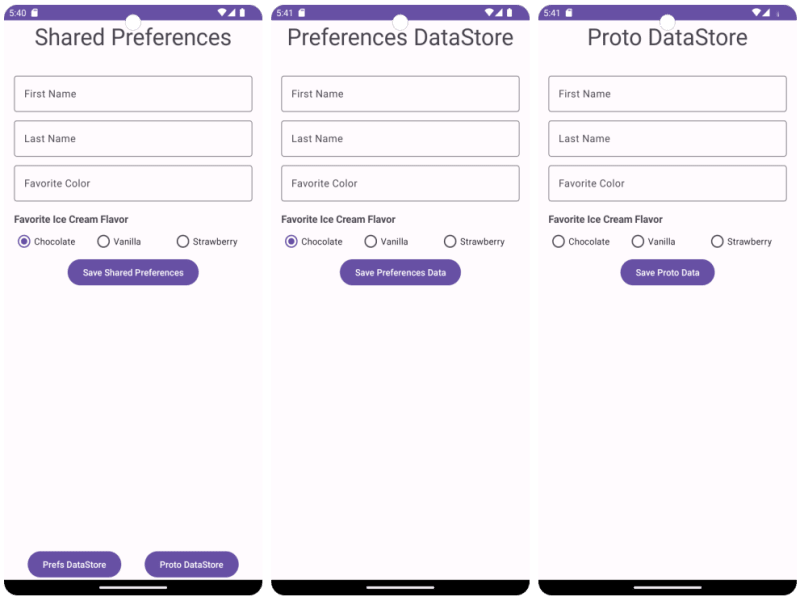 5:40
Shared Preferences
First Name
Last Name
Favorite Color
Favorite Ice Cream Flavor
Chocolate Vanilla Strawberry
Save Shared Preferences
Prefs DataStore Proto DataStore
5:41
Preferences DataStore
First Name
Last Name
Favorite Color
Favorite Ice Cream Flavor
Chocolate Vanilla Strawberry
Save Preferences Data
5:41
Proto DataStore
First Name
Last Name
Favorite Color
Favorite Ice Cream Flavor
Chocolate Vanilla Strawberry
Save Proto Data